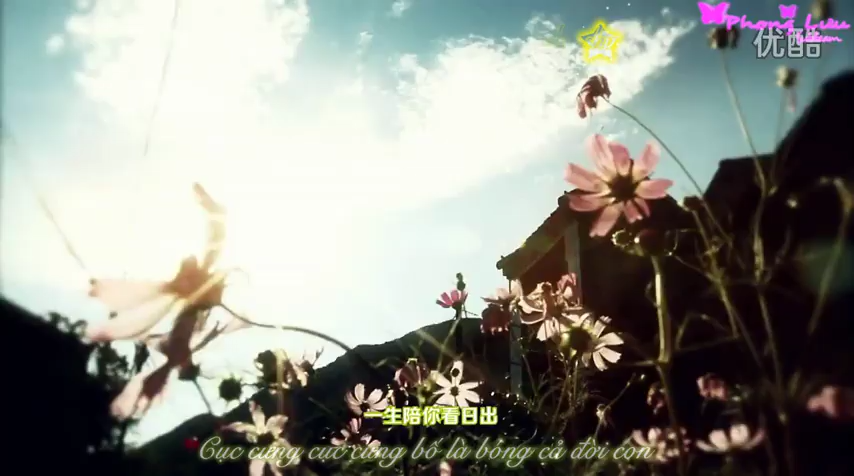 Phong Lưu
优酷
一生陪你看日出
Cục cưng cục cưng bố là bóng cả đời con